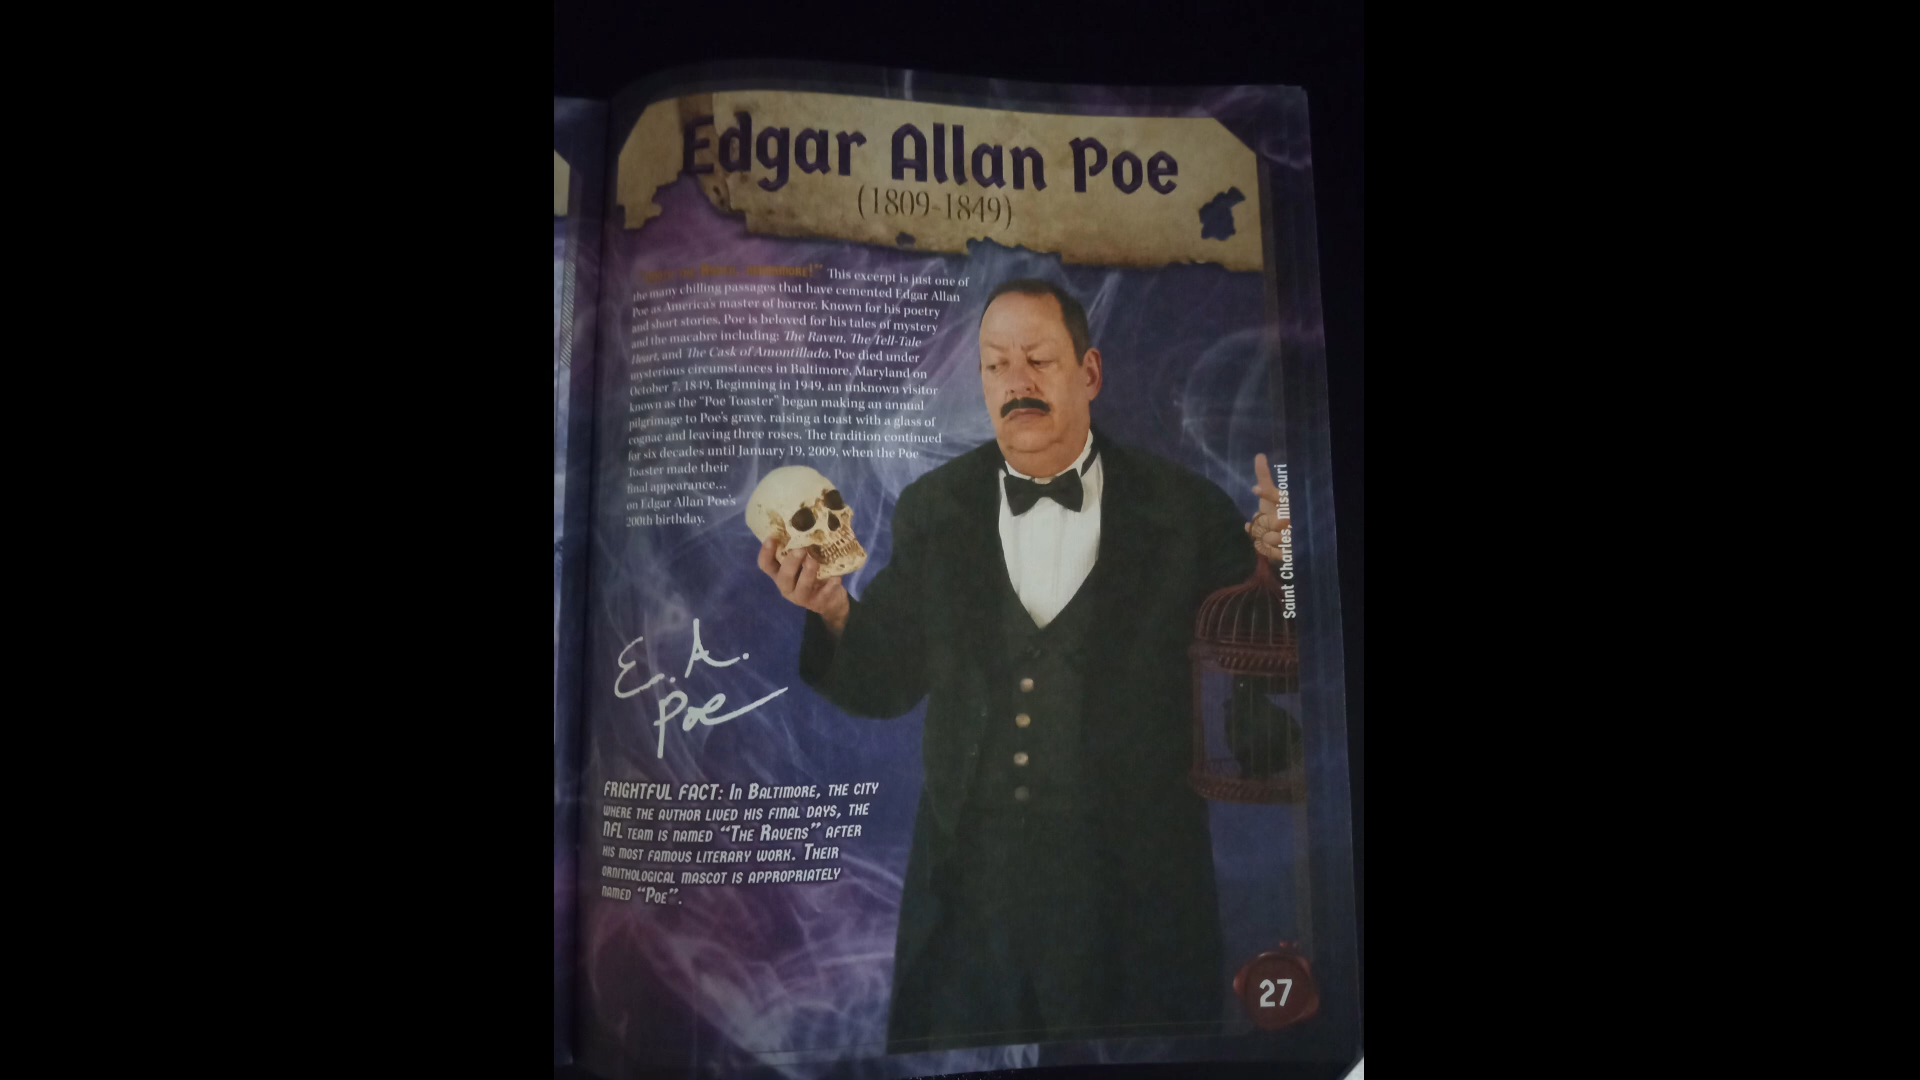 Edgar Allan Poe
(1809-1849)
"Quoth the Raven, nevermore!" This excerpt is just one of
the many chilling passages that have cemented Edgar Allan
Poe as America's master of horror. Known for his poetry
and short stories, Poe is beloved for his tales of mystery
and the macabre including: The Raven, The Tell-Tale
Heart, and The Cask of Amontillado. Poe died under
mysterious circumstances in Baltimore, Maryland on
October 7, 1849. Beginning in 1949, an unknown visitor
known as the "Poe Toaster" began making an annual
pilgrimage to Poe's grave, raising a toast with a glass of
cognac and leaving three roses. The tradition continued
for six decades until January 19, 2009, when the Poe
Toaster made their
final appearance...
on Edgar Allan Poe's
200th birthday.
E. A.
Poe
FRIGHTFUL FACT: IN BALTIMORE, THE CITY
WHERE THE AUTHOR LIVED HIS FINAL DAYS, THE
NFL TEAM IS NAMED "THE RAVENS" AFTER
HIS MOST FAMOUS LITERARY WORK. THEIR
ORNITHOLOGICAL MASCOT IS APPROPRIATELY
NAMED "POE".
Saint Charles, Missouri
27